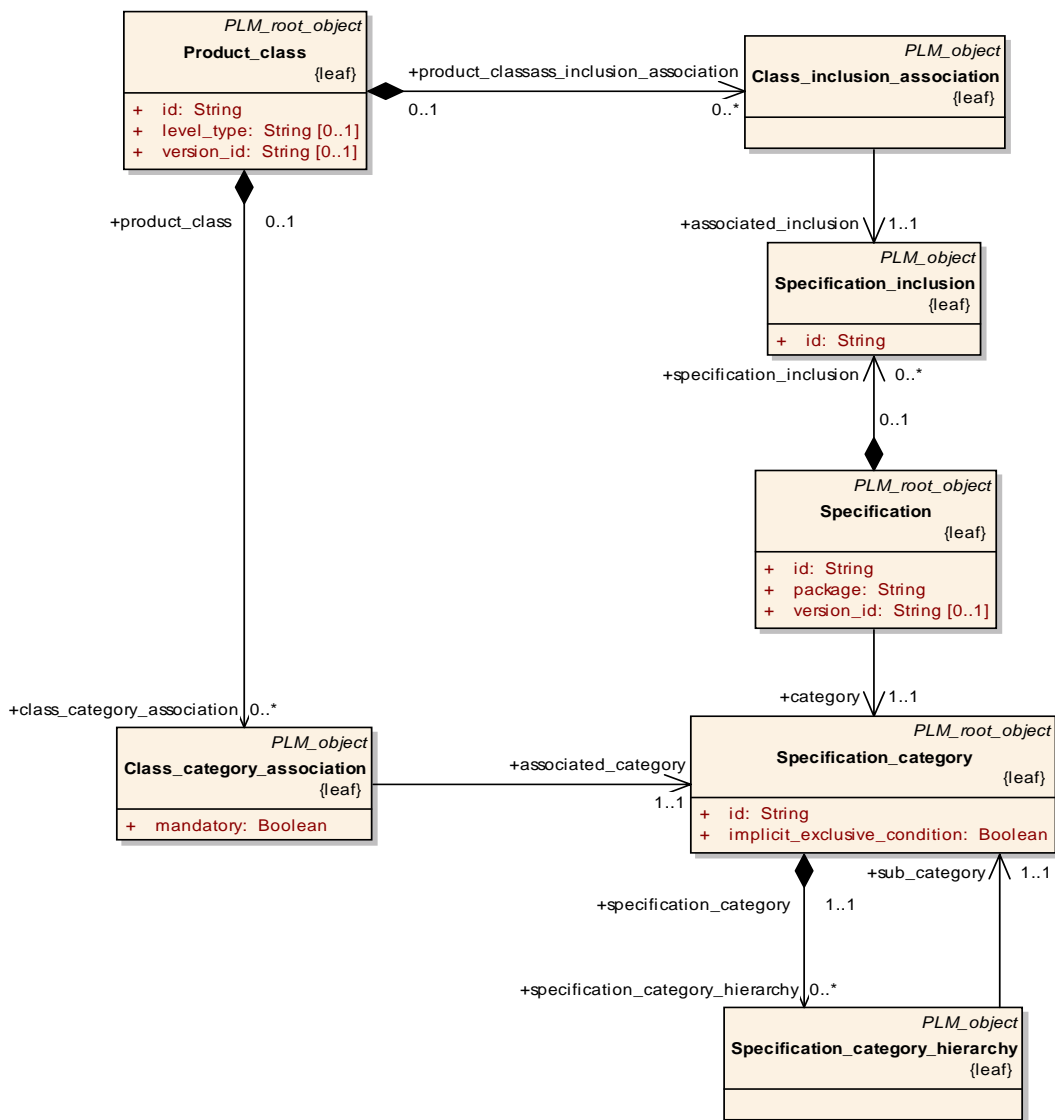 PLM_root_object
Product_class
{leaf}
+ id: String
+ level_type: String [0..1]
+ version_id: String [0..1]
+product_classass_inclusion_association
0..1
0..*
PLM_object
Class_inclusion_association
{leaf}
+product_class
0..1
+associated_inclusion
1..1
PLM_object
Specification_inclusion
{leaf}
+ id: String
+specification_inclusion
0..*
0..1
PLM_root_object
Specification
{leaf}
+ id: String
+ package: String
+ version_id: String [0..1]
+category
1..1
+class_category_association
0..*
PLM_object
Class_category_association
{leaf}
+ mandatory: Boolean
+associated_category
1..1
PLM_root_object
Specification_category
{leaf}
+ id: String
+ implicit_exclusive_condition: Boolean
+sub_category
1..1
+specification_category
1..1
+specification_category_hierarchy
0..*
PLM_object
Specification_category_hierarchy
{leaf}